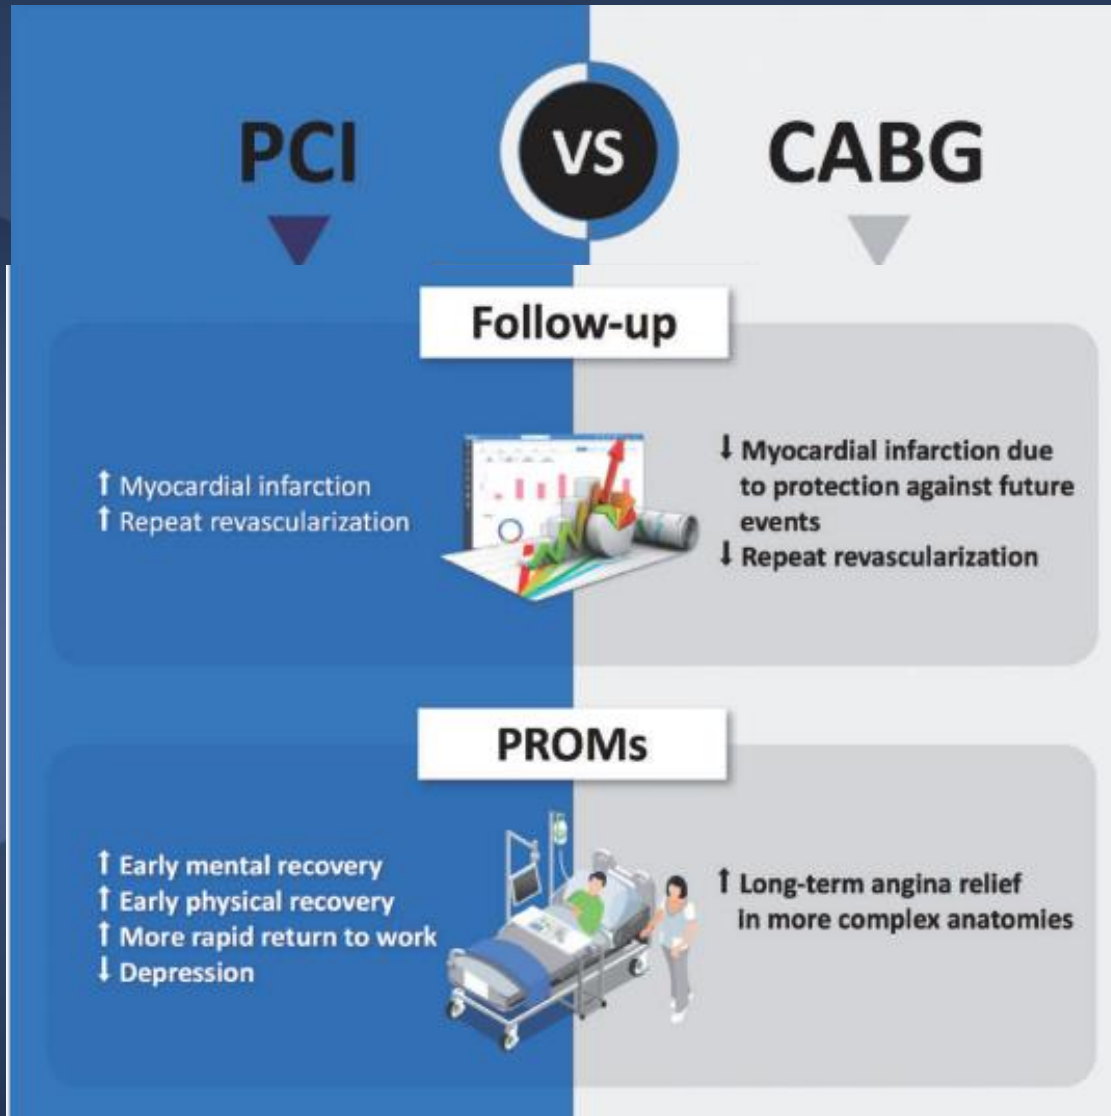 PCI
VS
CABG
Follow-up
↑ Myocardial infarction
↑ Repeat revascularization
↓ Myocardial infarction due
to protection against future
events
↓ Repeat revascularization
PROMs
↑ Early mental recovery
↑ Early physical recovery
↑ More rapid return to work
↓ Depression
↑ Long-term angina relief
in more complex anatomies